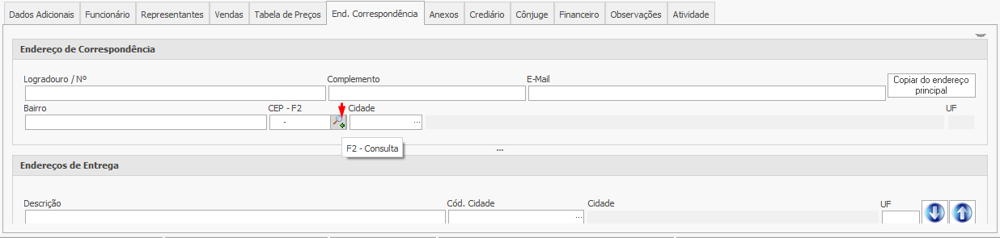 Dados Adicionais Funcionário Representantes Vendas Tabela de Preços End. Correspondência Anexos Crediário Cônjuge Financeiro Observações Atividade
Endereço de Correspondência
Logradouro / Nº Complemento E-Mail Copiar do endereço
principal
Bairro CEP - F2 Cidade UF
- ...
F2 - Consulta
...
Endereços de Entrega
Descrição Cód. Cidade Cidade UF
...